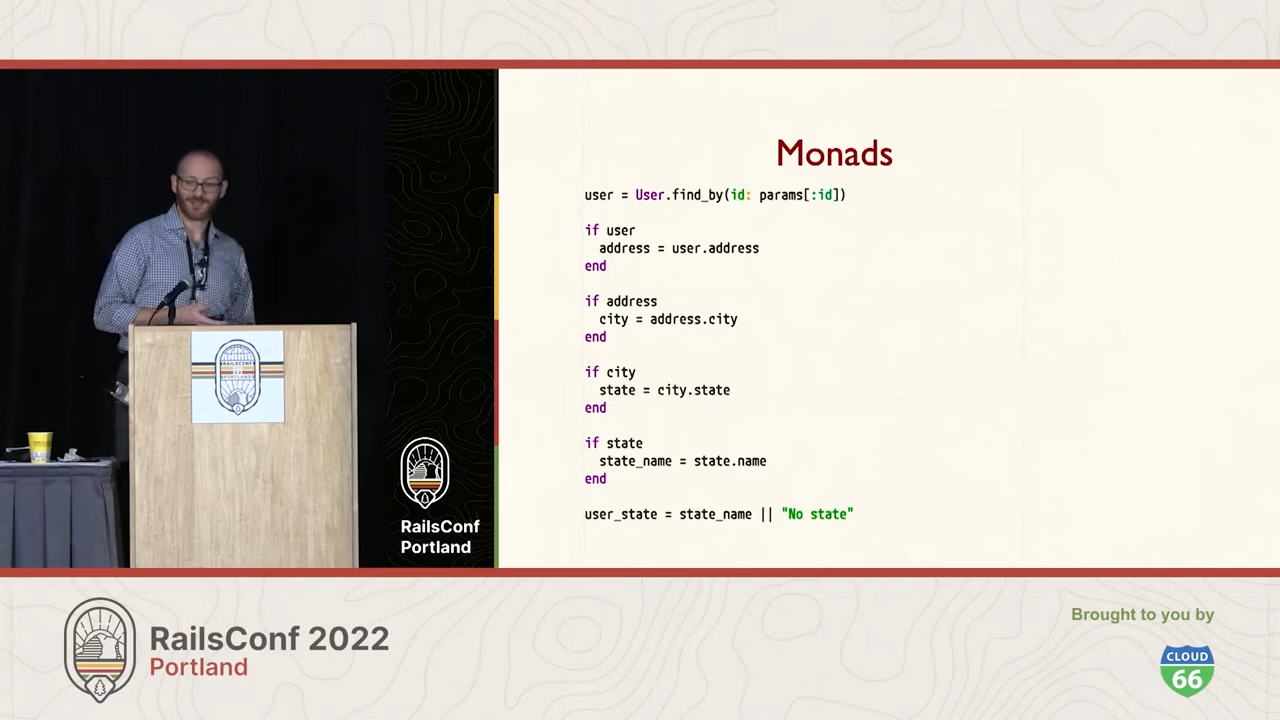 Monads
user = User.find_by(id: params[:id])
if user
  address = user.address
end
if address
  city = address.city
end
if city
  state = city.state
end
if state
  state_name = state.name
end
user_state = state_name || "No state"
RAILSCONF
PORTLAND
RailsConf
Portland
RailsConf 2022
Portland
Brought to you by
CLOUD
66